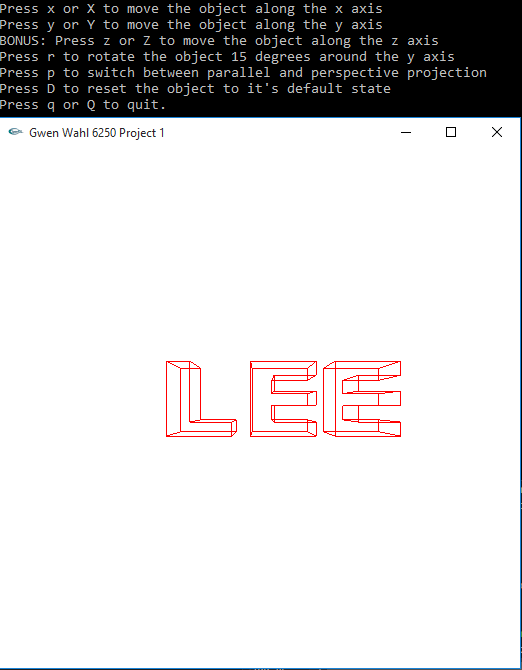 Press x or X to move the object along the x axis
Press y or Y to move the object along the y axis
BONUS: Press z or Z to move the object along the z axis
Press r to rotate the object 15 degrees around the y axis
Press p to switch between parallel and perspective projection
Press D to reset the object to it's default state
Press q or Q to quit.
Gwen Wahl 6250 Project 1
LEE